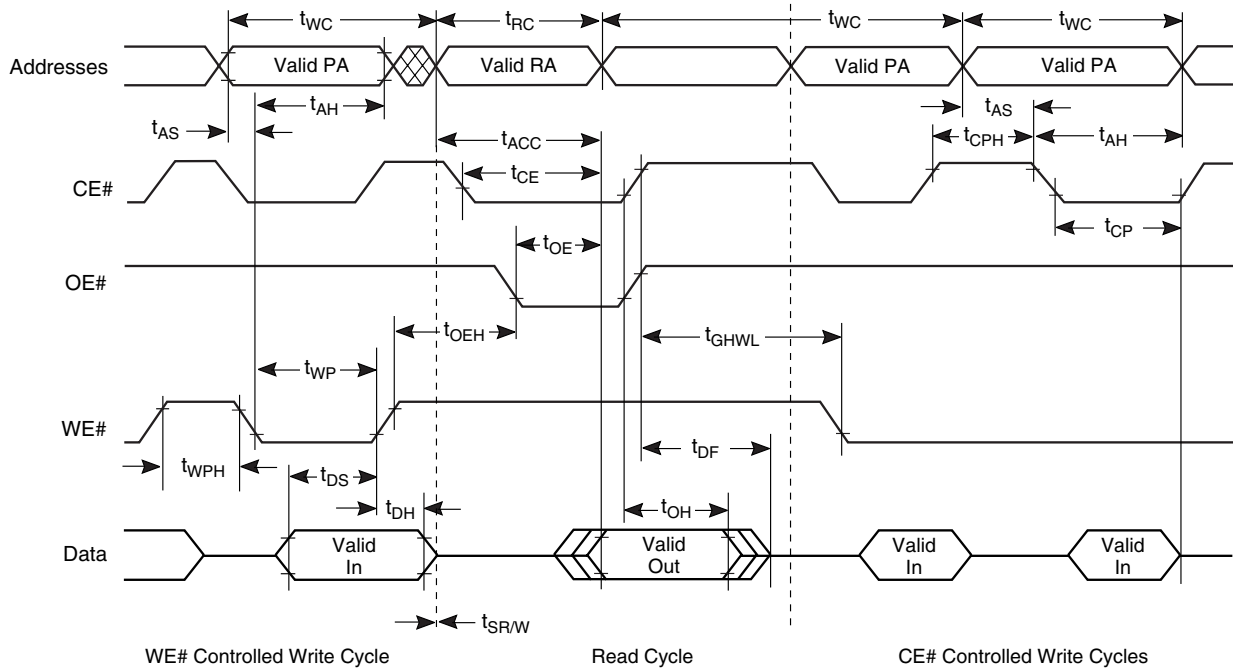 tWC tRC tWC tWC
Addresses Valid PA Valid RA Valid PA Valid PA
tAS tAH tACC tAS
tCPH tAH
CE# tCE
tCP
tOE
OE#
tOEH tGHWL
tWP
WE#
tWPH tDS tDF
tDH tOH
Data Valid In Valid Out Valid In Valid In
tSR/W
WE# Controlled Write Cycle Read Cycle CE# Controlled Write Cycles